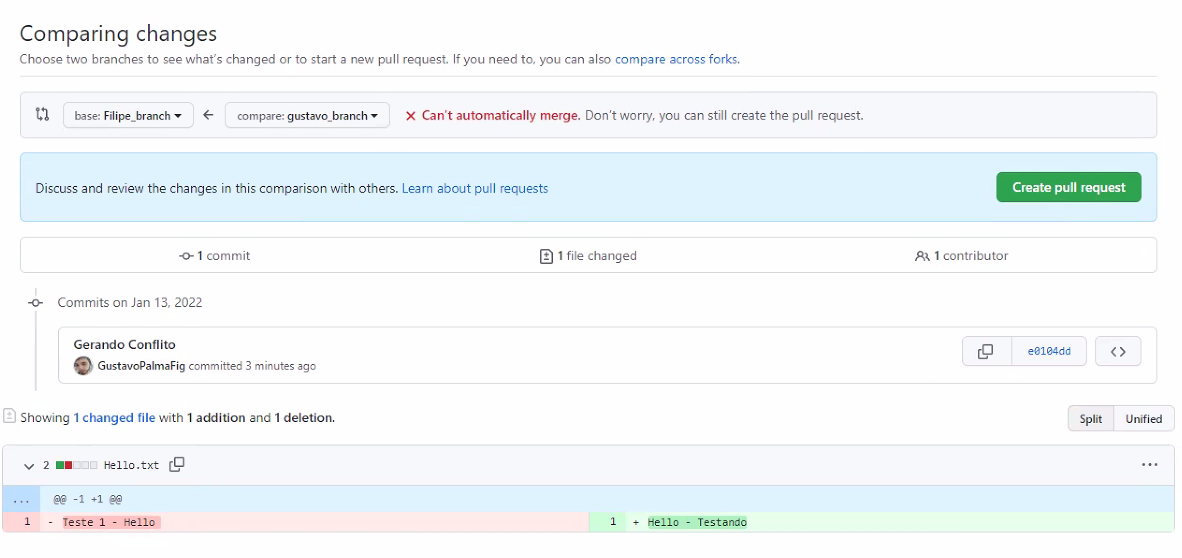 Comparing changes
Choose two branches to see what's changed or to start a new pull request. If you need to, you can also compare across forks.
base: Filipe_branch compare: gustavo_branch Can't automatically merge. Don't worry, you can still create the pull request.
Discuss and review the changes in this comparison with others. Learn about pull requests Create pull request
1 commit 1 file changed 1 contributor
Commits on Jan 13, 2022
Gerando Conflito
GustavoPalmaFig committed 3 minutes ago e0104dd <>
Showing 1 changed file with 1 addition and 1 deletion. Split Unified
2 Hello.txt ...
... @@ -1 +1 @@
1 - Teste 1 - Hello 1 + Hello - Testando